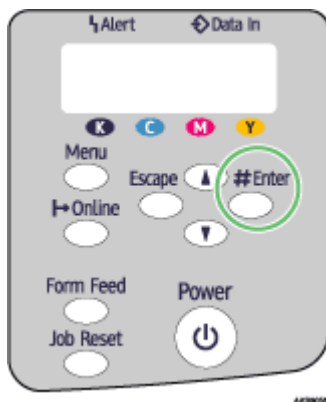 Alert Data In
K C M Y
Menu
Escape #Enter
Online
Form Feed Power
Job Reset